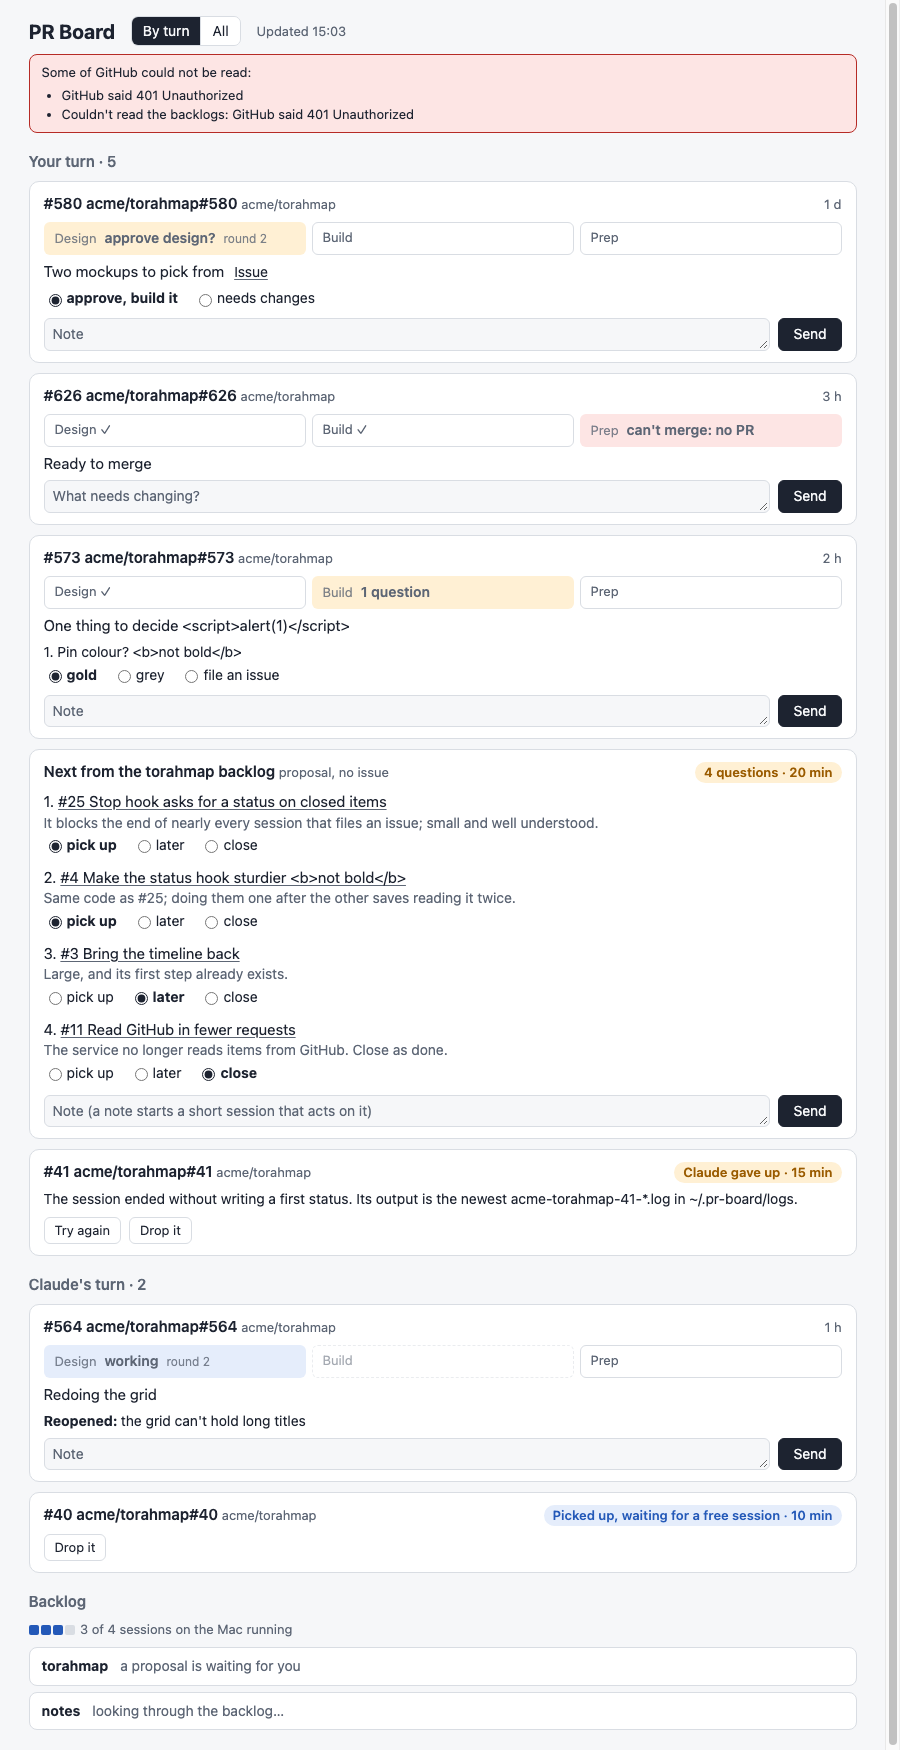 PR Board By turn All Updated 15:03
Some of GitHub could not be read:
• GitHub said 401 Unauthorized
• Couldn't read the backlogs: GitHub said 401 Unauthorized
Your turn · 5
#580 acme/torahmap#580 acme/torahmap 1 d
Design approve design? round 2 Build Prep
Two mockups to pick from Issue
approve, build it needs changes
Note Send
#626 acme/torahmap#626 acme/torahmap 3 h
Design ✓ Build ✓ Prep can't merge: no PR
Ready to merge
What needs changing? Send
#573 acme/torahmap#573 acme/torahmap 2 h
Design ✓ Build 1 question Prep
One thing to decide <script>alert(1)</script>
1. Pin colour? <b>not bold</b>
gold grey file an issue
Note Send
Next from the torahmap backlog proposal, no issue 4 questions · 20 min
1. #25 Stop hook asks for a status on closed items
It blocks the end of nearly every session that files an issue; small and well understood.
pick up later close
2. #4 Make the status hook sturdier <b>not bold</b>
Same code as #25; doing them one after the other saves reading it twice.
pick up later close
3. #3 Bring the timeline back
Large, and its first step already exists.
pick up later close
4. #11 Read GitHub in fewer requests
The service no longer reads items from GitHub. Close as done.
pick up later close
Note (a note starts a short session that acts on it) Send
#41 acme/torahmap#41 acme/torahmap Claude gave up · 15 min
The session ended without writing a first status. Its output is the newest acme-torahmap-41-*.log in ~/.pr-board/logs.
Try again Drop it
Claude's turn · 2
#564 acme/torahmap#564 acme/torahmap 1 h
Design working round 2 Build Prep
Redoing the grid
Reopened: the grid can't hold long titles
Note Send
#40 acme/torahmap#40 acme/torahmap Picked up, waiting for a free session · 10 min
Drop it
Backlog
3 of 4 sessions on the Mac running
torahmap a proposal is waiting for you
notes looking through the backlog...